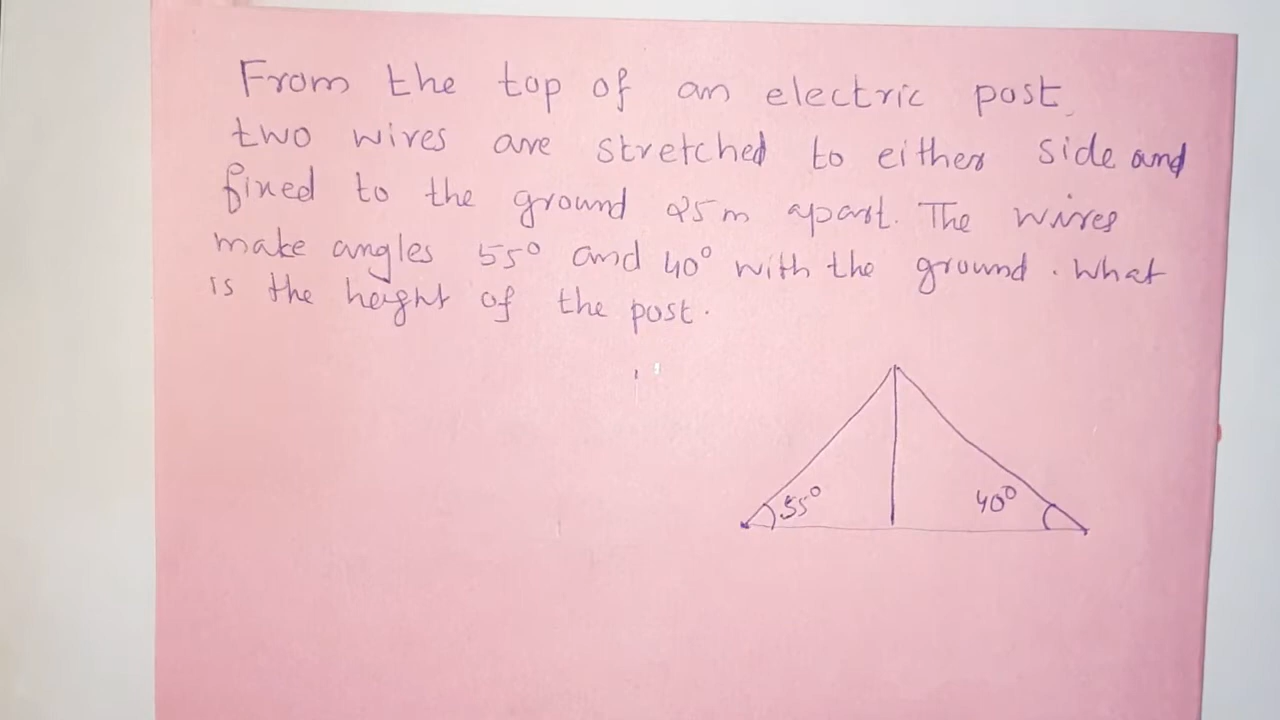 From the top of an electric post,
two wires are stretched to either side and
fixed to the ground 25m apart. The wires
make angles 55° and 40° with the ground. What
is the height of the post.
55°
40°